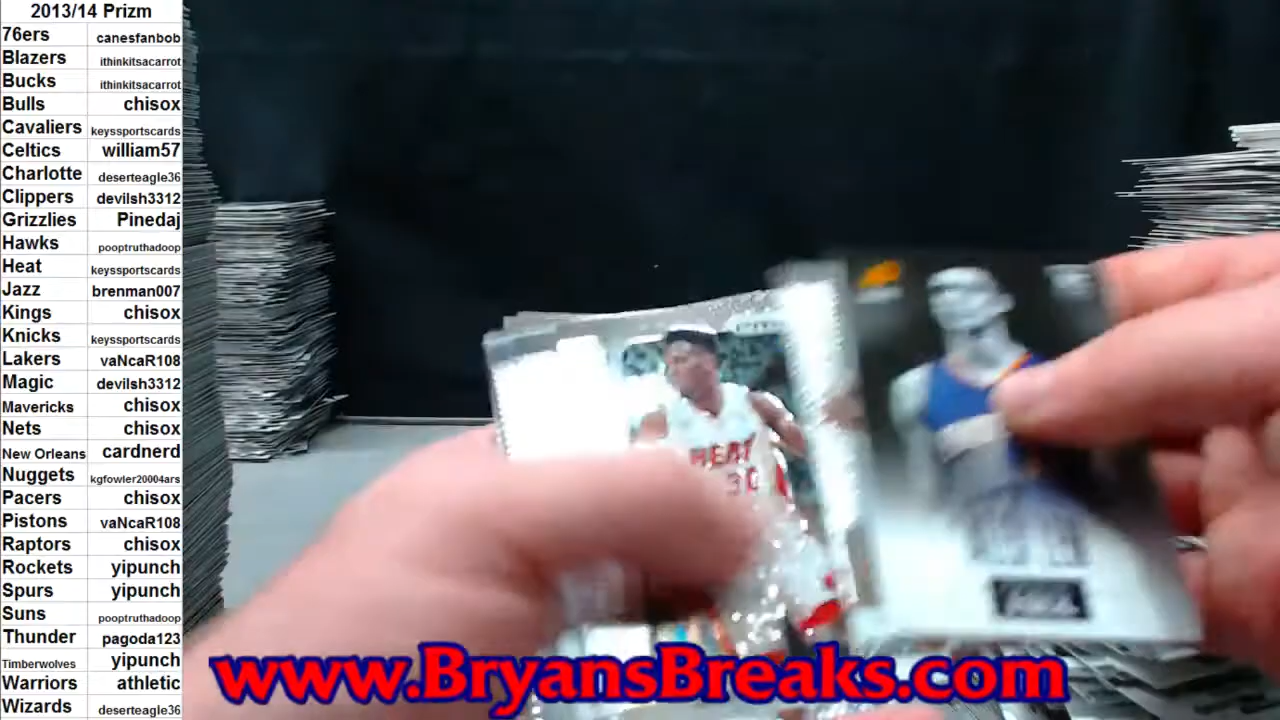 2013/14 Prizm
76ers canesfanbob
Blazers ithinkitsacarrot
Bucks ithinkitsacarrot
Bulls chisox
Cavaliers keyssportscards
Celtics william57
Charlotte deserteagle36
Clippers devilsh3312
Grizzlies Pinedaj
Hawks pooptruthadoop
Heat keyssportscards
Jazz brenman007
Kings chisox
Knicks keyssportscards
Lakers vaNcaR108
Magic devilsh3312
Mavericks chisox
Nets chisox
New Orleans cardnerd
Nuggets kgfowler20004ars
Pacers chisox
Pistons vaNcaR108
Raptors chisox
Rockets yipunch
Spurs yipunch
Suns pooptruthadoop
Thunder pagoda123
Timberwolves yipunch
Warriors athletic
Wizards deserteagle36
HEAT
30
www.BryansBreaks.com